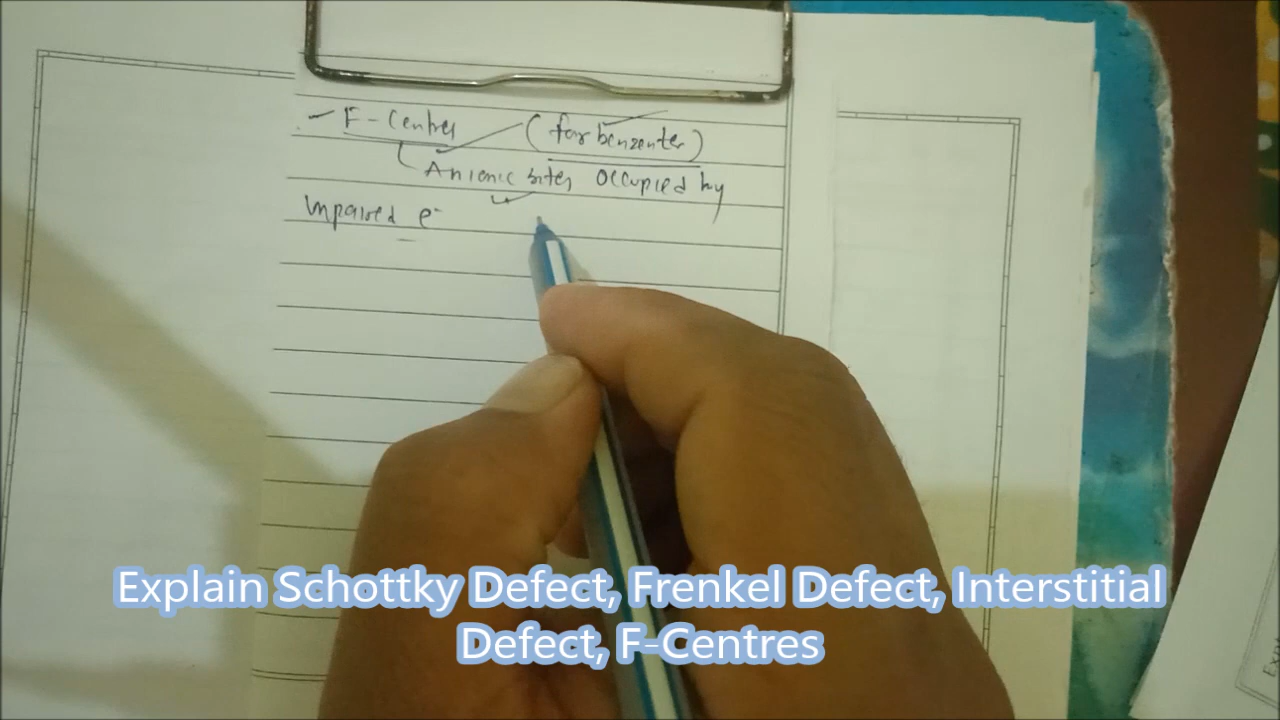 F-Centres (farbenzenter)
Anionic sites occupied by
Unpaired e-
Explain Schottky Defect, Frenkel Defect, Interstitial
Defect, F-Centres